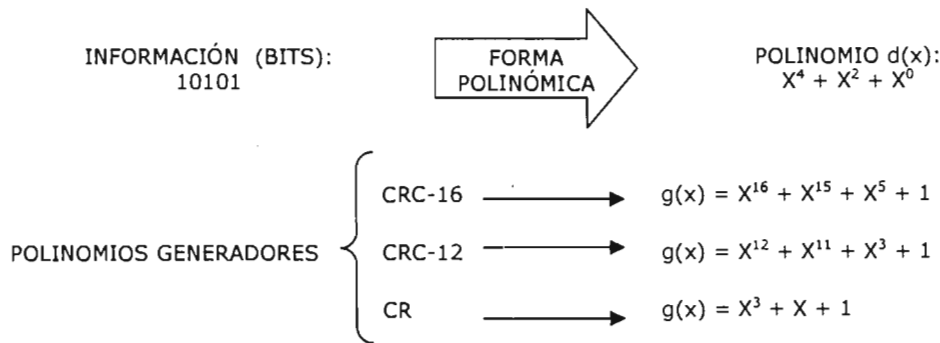 INFORMACIÓN (BITS):
10101
FORMA
POLINÓMICA
POLINOMIO d(x):
X⁴ + X² + X⁰
POLINOMIOS GENERADORES
CRC-16
g(x) = X¹⁶ + X¹⁵ + X⁵ + 1
CRC-12
g(x) = X¹² + X¹¹ + X³ + 1
CR
g(x) = X³ + X + 1